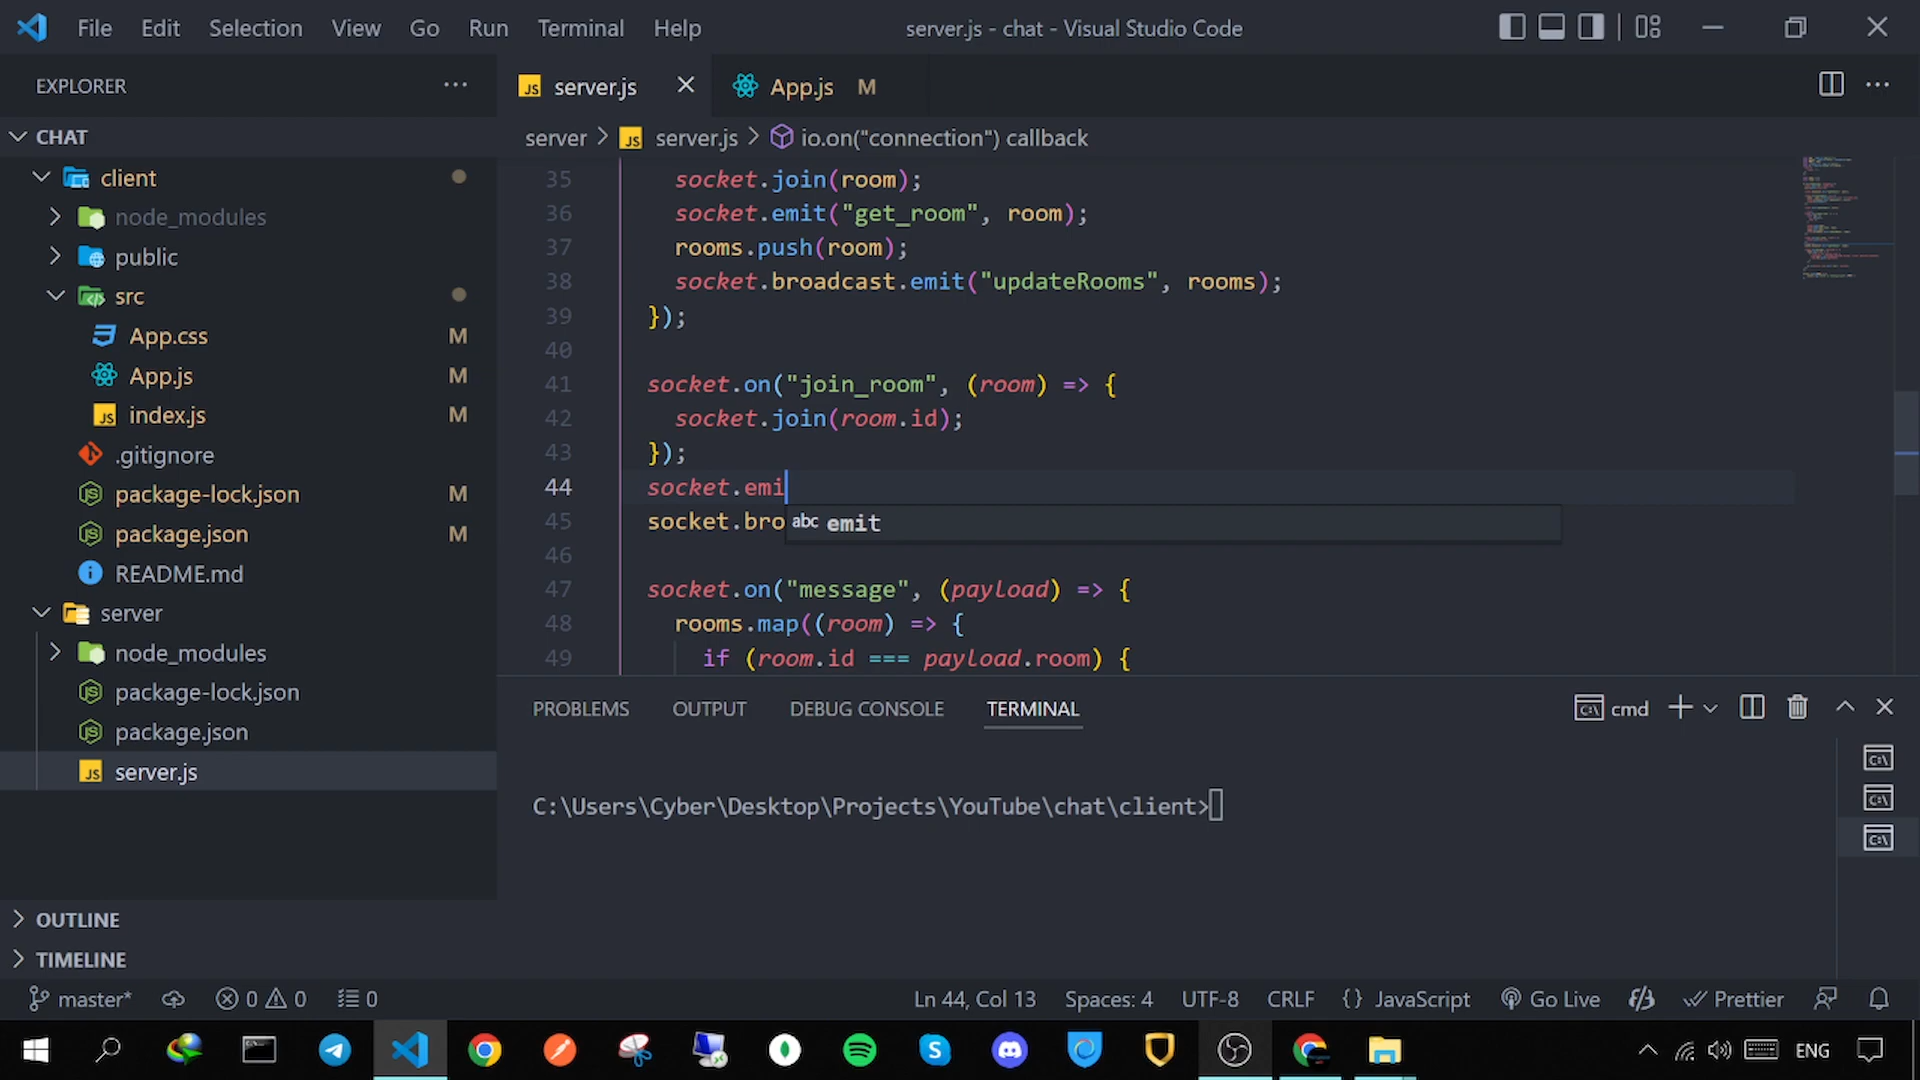 File Edit Selection View Go Run Terminal Help
server.js - chat - Visual Studio Code
EXPLORER
CHAT
client
node_modules
public
src
App.css M
App.js M
index.js M
.gitignore
package-lock.json M
package.json M
README.md
server
node_modules
package-lock.json
package.json
server.js
OUTLINE
TIMELINE
server.js
App.js M
server > server.js > io.on("connection") callback
35 socket.join(room);
36 socket.emit("get_room", room);
37 rooms.push(room);
38 socket.broadcast.emit("updateRooms", rooms);
39 });
40
41 socket.on("join_room", (room) => {
42 socket.join(room.id);
43 });
44 socket.emi
45 socket.bro
abc emit
46
47 socket.on("message", (payload) => {
48 rooms.map((room) => {
49 if (room.id === payload.room) {
PROBLEMS OUTPUT DEBUG CONSOLE TERMINAL
cmd
C:\Users\Cyber\Desktop\Projects\YouTube\chat\client>
master* 0 0 0
Ln 44, Col 13 Spaces: 4 UTF-8 CRLF {} JavaScript Go Live Prettier
ENG